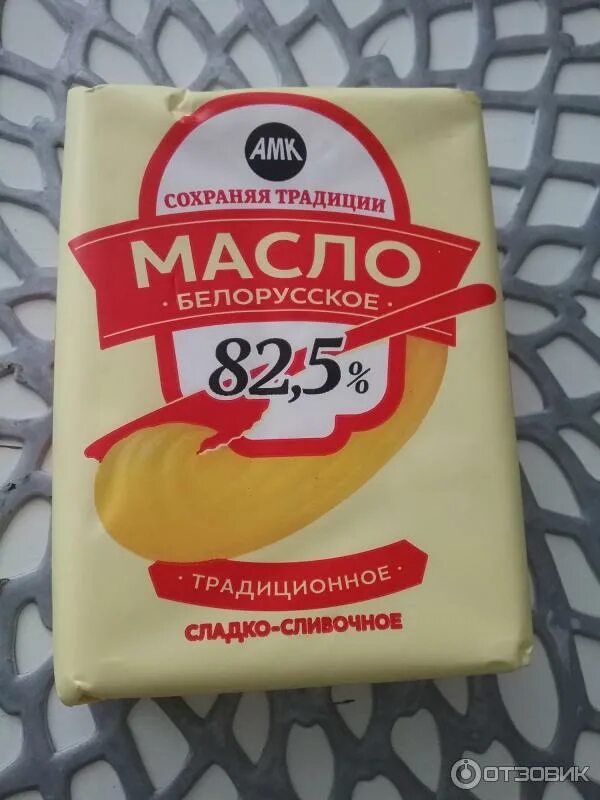 АМК
СОХРАНЯЯ ТРАДИЦИИ
МАСЛО
· БЕЛОРУССКОЕ ·
82,5%
· ТРАДИЦИОННОЕ ·
СЛАДКО-СЛИВОЧНОЕ
ОТЗОВИК